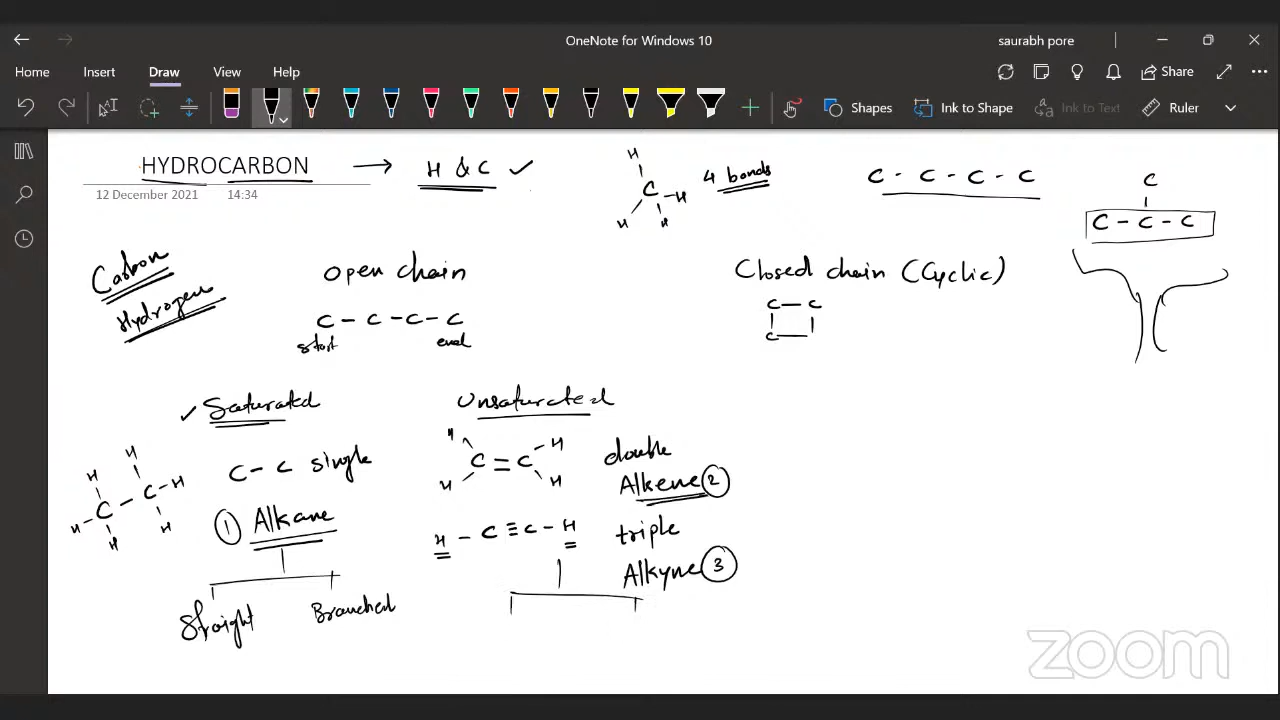 OneNote for Windows 10
saurabh pore
Home Insert Draw View Help
Share
Shapes Ink to Shape Ink to Text Ruler
HYDROCARBON → H & C ✓
12 December 2021 14:34
H
C - H
H H
4 bonds
C - C - C - C
C
C - C - C
Carbon
Hydrogen
Open chain
C - C - C - C
start end
Closed chain (Cyclic)
C - C
C
✓ Saturated
H H
C - C - H
H - H H
C - C single
① Alkane
Straight Branched
Unsaturated
H H
C = C
H H
double
Alkene ②
H - C ≡ C - H
triple
Alkyne ③
zoom